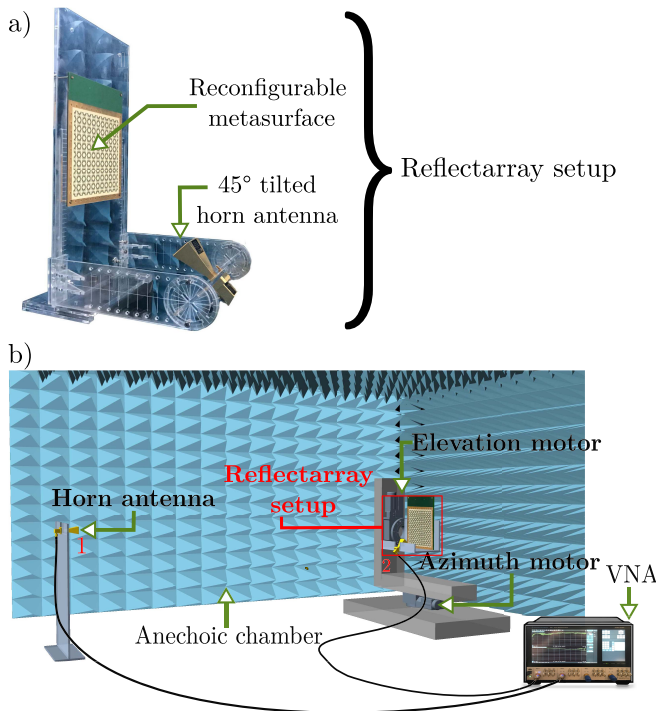 a)
Reconfigurable
metasurface
45° tilted
horn antenna
Reflectarray setup
b)
Elevation motor
Reflectarray
setup
Horn antenna
1
2
Azimuth motor
VNA
Anechoic chamber